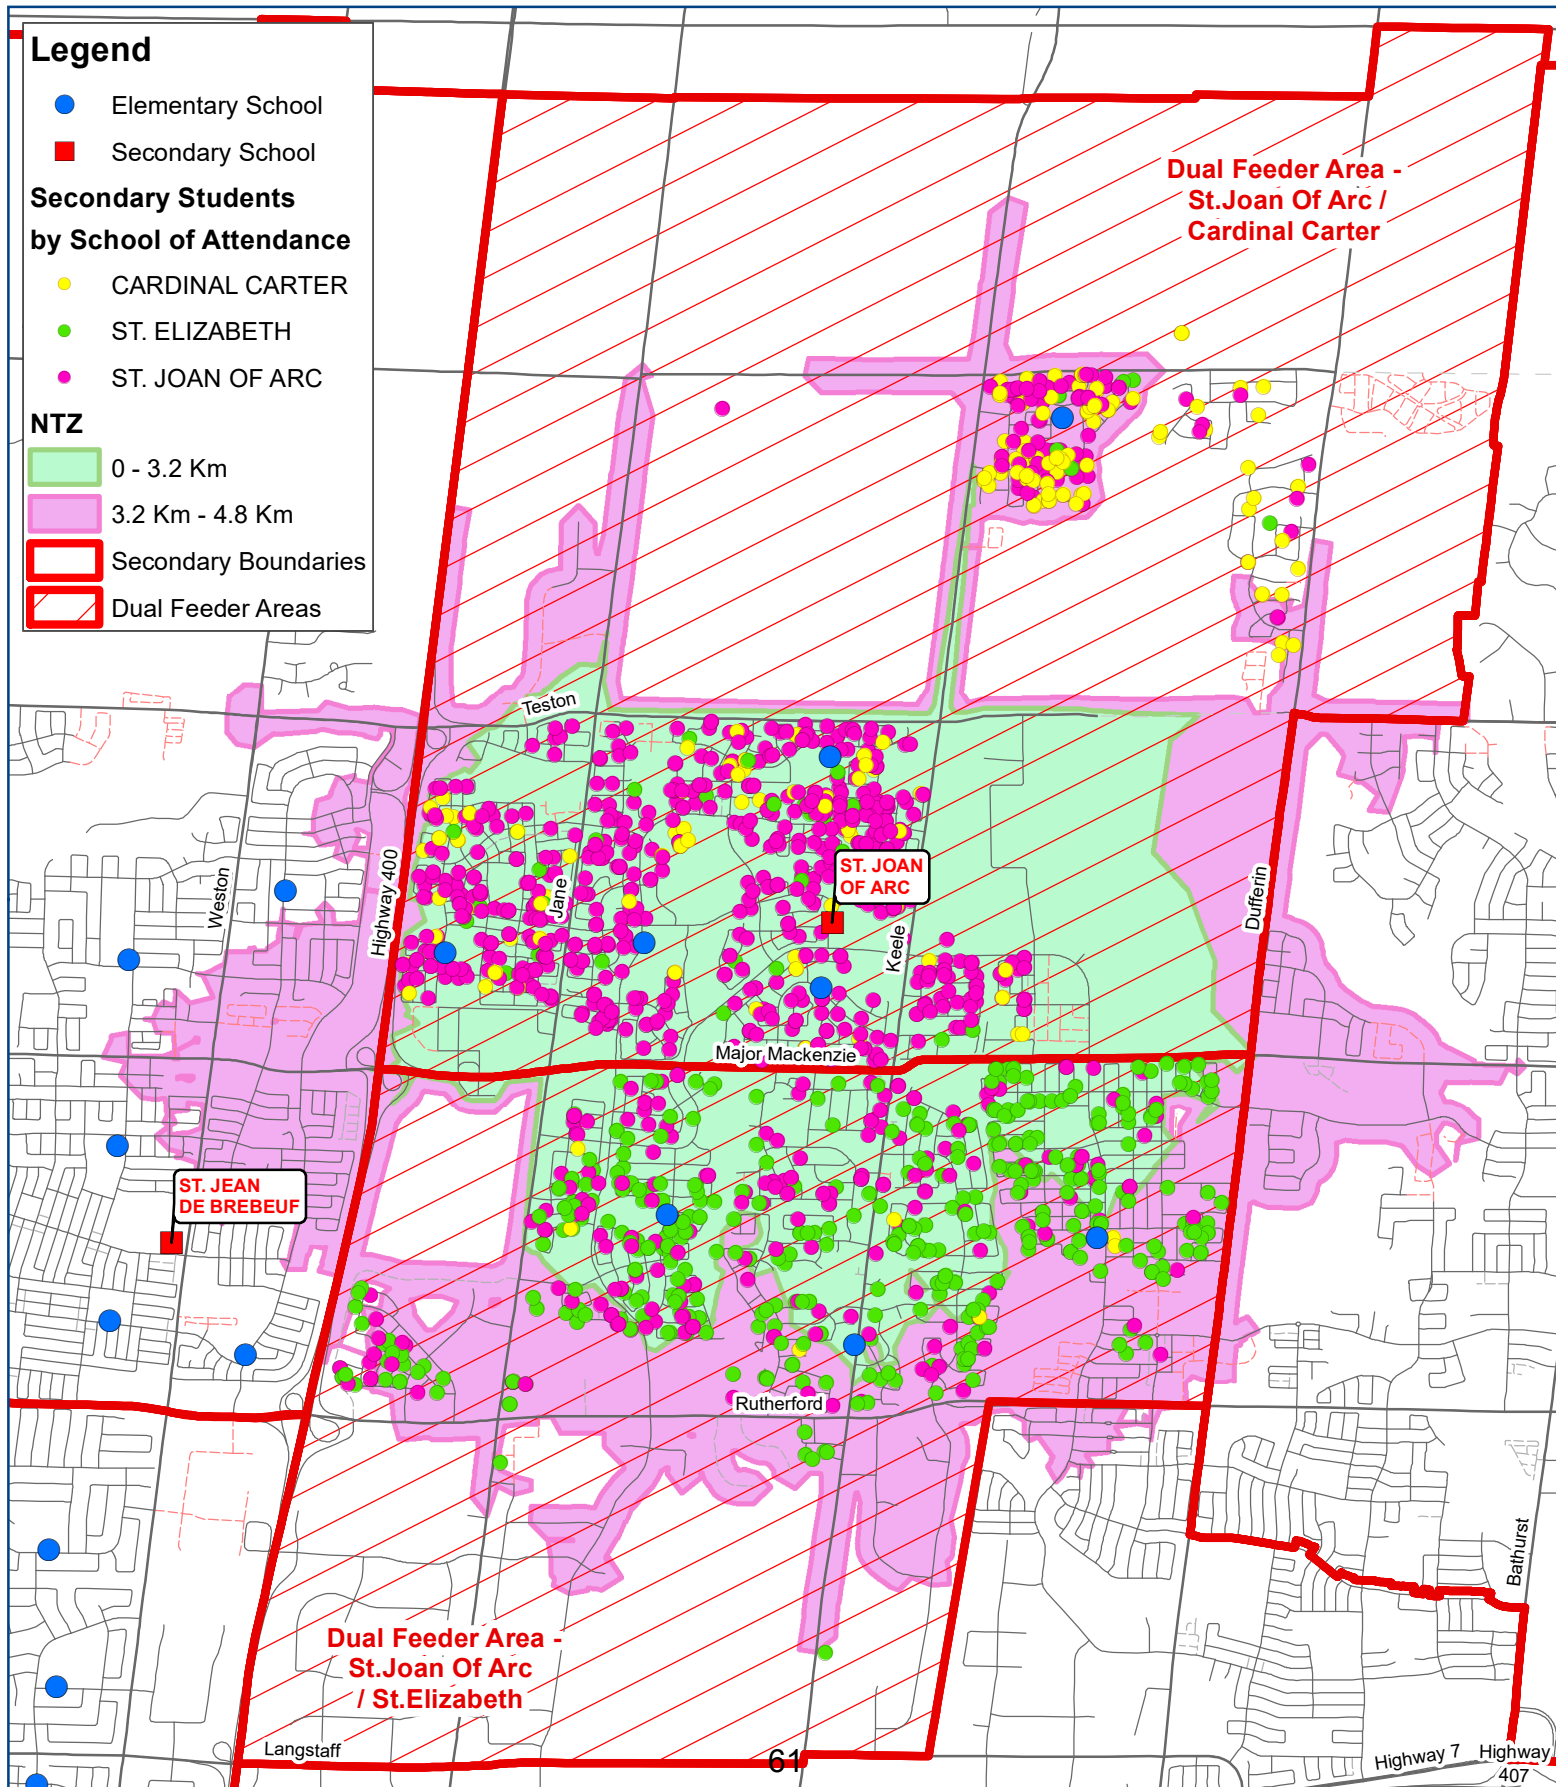 Legend
Elementary School
Secondary School
Secondary Students
by School of Attendance
CARDINAL CARTER
ST. ELIZABETH
ST. JOAN OF ARC
NTZ
0 - 3.2 Km
3.2 Km - 4.8 Km
Secondary Boundaries
Dual Feeder Areas
Dual Feeder Area -
St.Joan Of Arc /
Cardinal Carter
Teston
Highway 400
Weston
Jane
ST. JOAN
OF ARC
Keele
Dufferin
Major Mackenzie
ST. JEAN
DE BREBEUF
Rutherford
Bathurst
Dual Feeder Area -
St.Joan Of Arc
/ St.Elizabeth
Langstaff
61
Highway 7
Highway
407